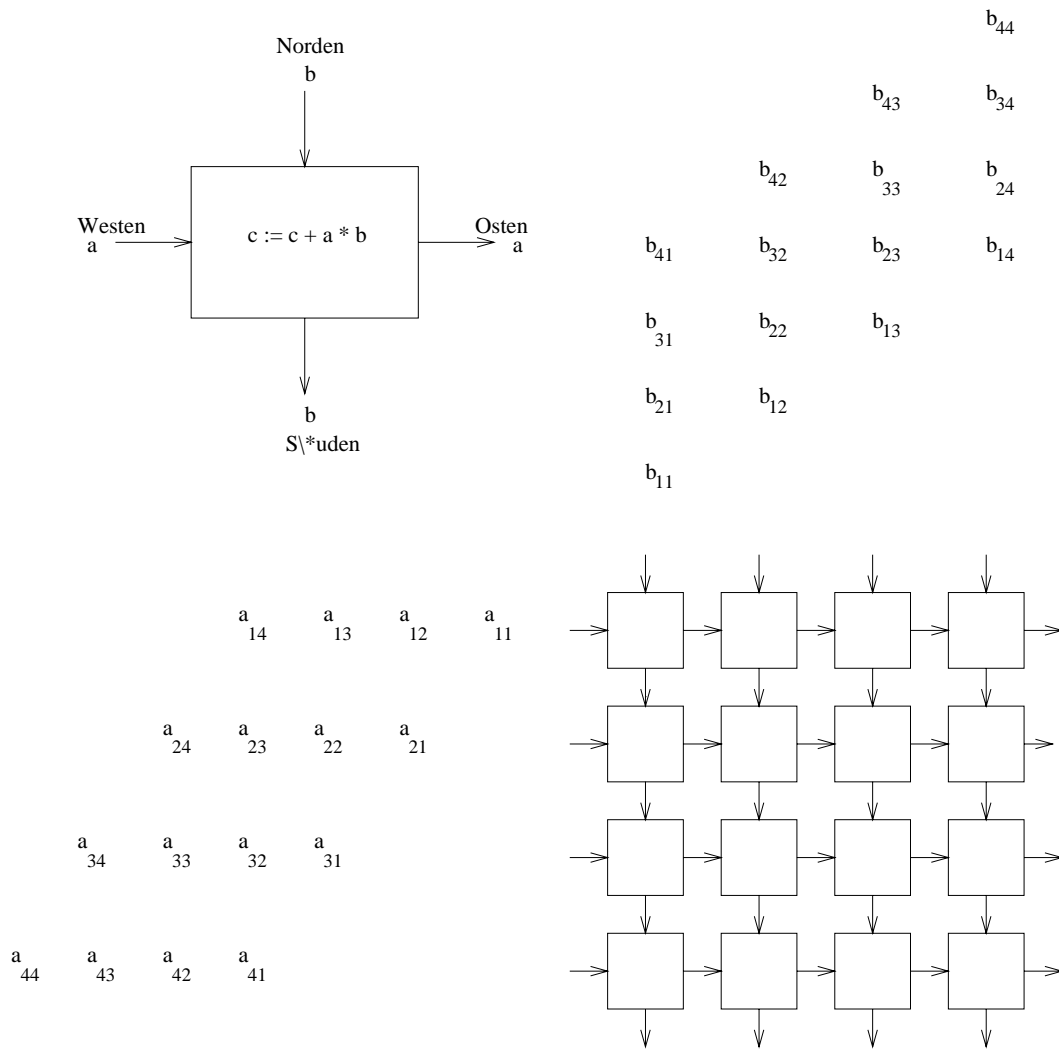 Norden
b
Westen
a
c := c + a * b
Osten
a
b
S\*uden
b44
b43 b34
b42 b33 b24
b41 b32 b23 b14
b31 b22 b13
b21 b12
b11
a14 a13 a12 a11
a24 a23 a22 a21
a34 a33 a32 a31
a44 a43 a42 a41